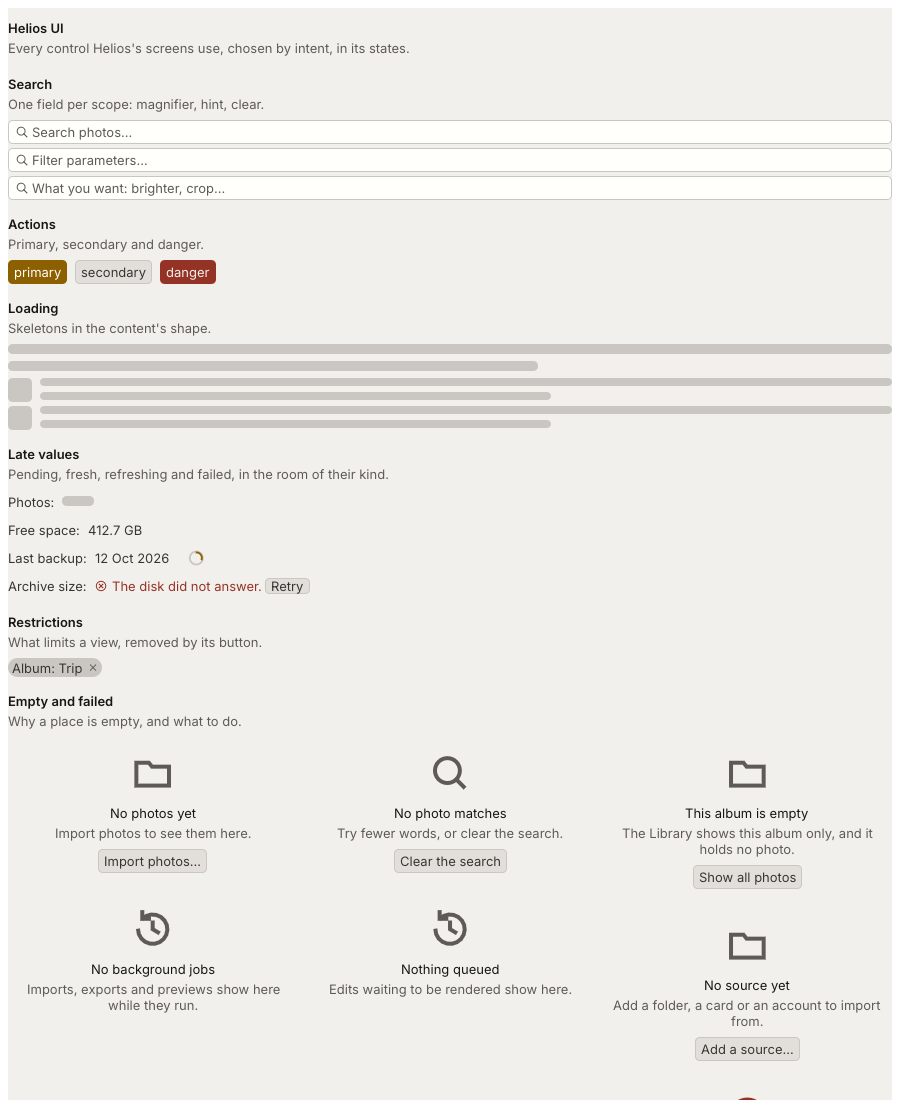 Helios UI
Every control Helios's screens use, chosen by intent, in its states.
Search
One field per scope: magnifier, hint, clear.
Search photos...
Filter parameters...
What you want: brighter, crop...
Actions
Primary, secondary and danger.
primary secondary danger
Loading
Skeletons in the content's shape.
Late values
Pending, fresh, refreshing and failed, in the room of their kind.
Photos:
Free space: 412.7 GB
Last backup: 12 Oct 2026
Archive size: The disk did not answer. Retry
Restrictions
What limits a view, removed by its button.
Album: Trip
Empty and failed
Why a place is empty, and what to do.
No photos yet
Import photos to see them here.
Import photos...
No photo matches
Try fewer words, or clear the search.
Clear the search
This album is empty
The Library shows this album only, and it
holds no photo.
Show all photos
No background jobs
Imports, exports and previews show here
while they run.
Nothing queued
Edits waiting to be rendered show here.
No source yet
Add a folder, a card or an account to import
from.
Add a source...